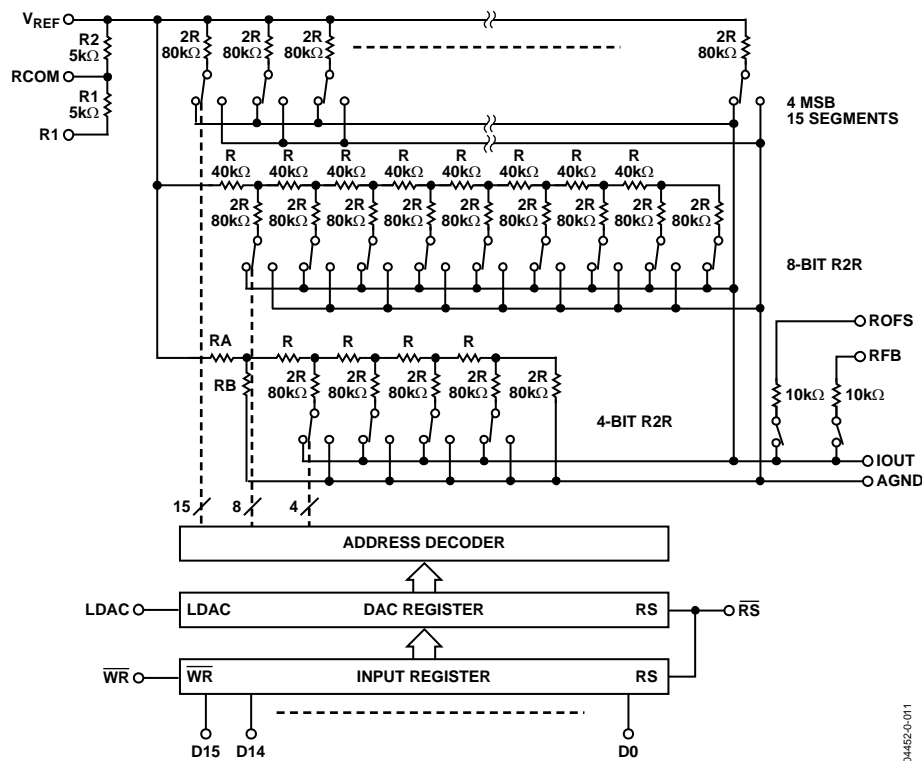 VREF
R2
5kΩ
RCOM
R1
5kΩ
R1
2R
80kΩ
2R
80kΩ
2R
80kΩ
2R
80kΩ
4 MSB
15 SEGMENTS
R R R R R R R R
40kΩ 40kΩ 40kΩ 40kΩ 40kΩ 40kΩ 40kΩ 40kΩ
2R 2R 2R 2R 2R 2R 2R 2R 2R
80kΩ 80kΩ 80kΩ 80kΩ 80kΩ 80kΩ 80kΩ 80kΩ 80kΩ
8-BIT R2R
ROFS
RA R R R R
RFB
RB
2R 2R 2R 2R 2R
80kΩ 80kΩ 80kΩ 80kΩ 80kΩ
10kΩ 10kΩ
4-BIT R2R
IOUT
AGND
15 8 4
ADDRESS DECODER
LDAC LDAC DAC REGISTER RS R̅S̅
W̅R̅ W̅R̅ INPUT REGISTER RS
D15 D14 D0
04452-0-011